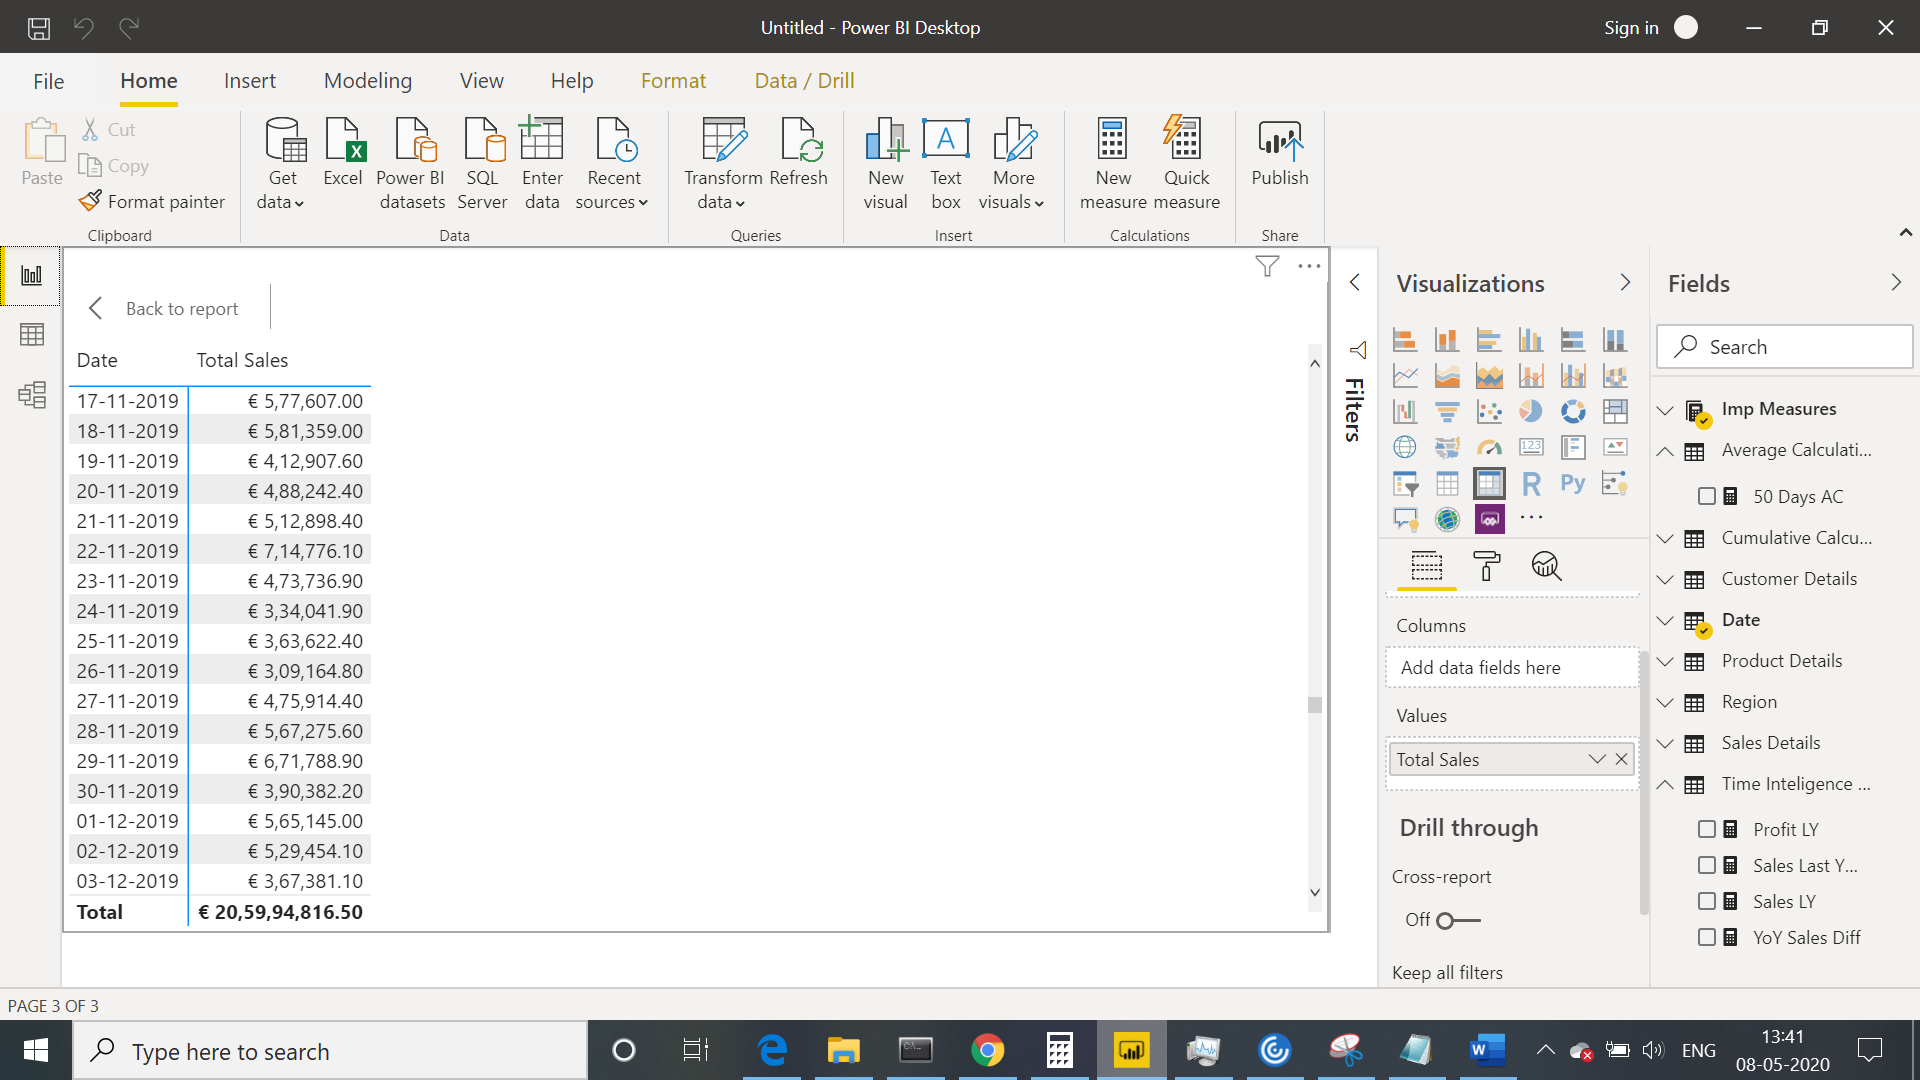 Untitled - Power BI Desktop
Sign in
File Home Insert Modeling View Help Format Data / Drill
Paste
Cut
Copy
Format painter
Clipboard
Get data
Excel
Power BI datasets
SQL Server
Enter data
Recent sources
Data
Transform data
Refresh
Queries
New visual
A
Text box
More visuals
Insert
New measure
Quick measure
Calculations
Publish
Share
Back to report
Date Total Sales
17-11-2019 € 5,77,607.00
18-11-2019 € 5,81,359.00
19-11-2019 € 4,12,907.60
20-11-2019 € 4,88,242.40
21-11-2019 € 5,12,898.40
22-11-2019 € 7,14,776.10
23-11-2019 € 4,73,736.90
24-11-2019 € 3,34,041.90
25-11-2019 € 3,63,622.40
26-11-2019 € 3,09,164.80
27-11-2019 € 4,75,914.40
28-11-2019 € 5,67,275.60
29-11-2019 € 6,71,788.90
30-11-2019 € 3,90,382.20
01-12-2019 € 5,65,145.00
02-12-2019 € 5,29,454.10
03-12-2019 € 3,67,381.10
Total € 20,59,94,816.50
Filters
Visualizations
123
R Py
Columns
Add data fields here
Values
Total Sales
Drill through
Cross-report
Off
Keep all filters
Fields
Search
Imp Measures
Average Calculati...
50 Days AC
Cumulative Calcu...
Customer Details
Date
Product Details
Region
Sales Details
Time Inteligence ...
Profit LY
Sales Last Y...
Sales LY
YoY Sales Diff
PAGE 3 OF 3
Type here to search
ENG
13:41
08-05-2020